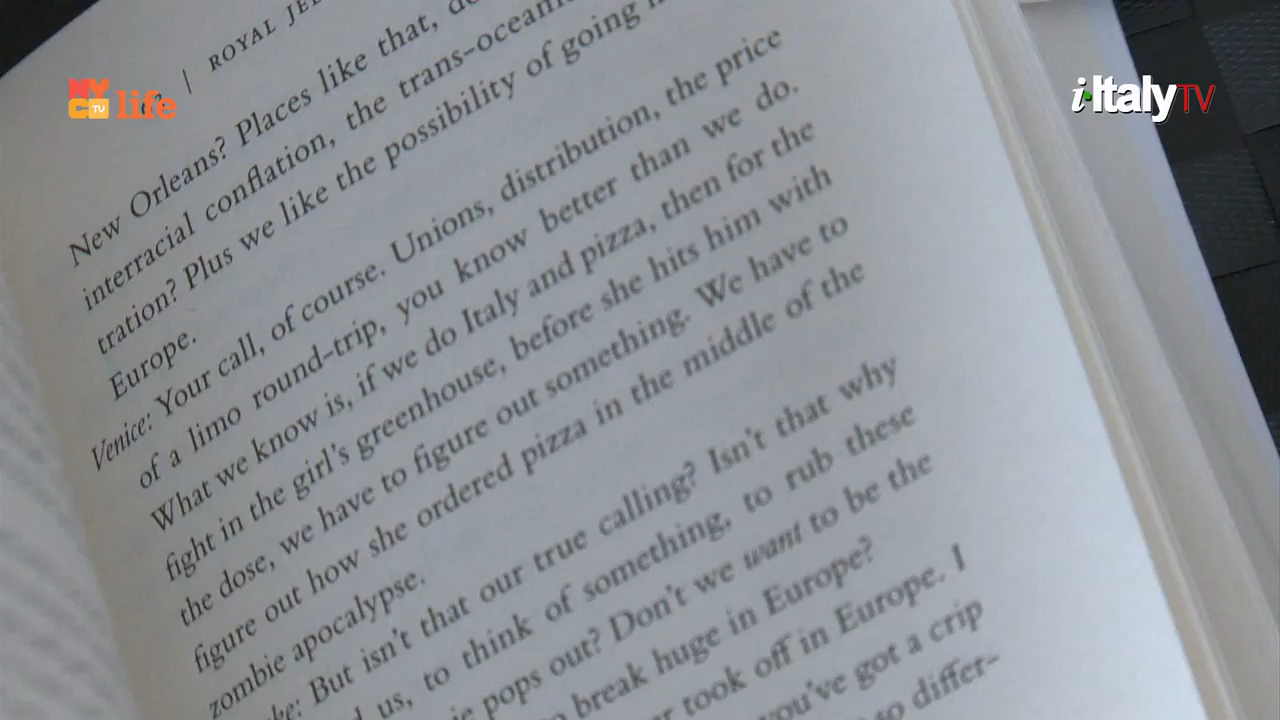 NYC TV life
i-Italy TV
| ROYAL
New Orleans? Places like that,
interracial conflation, the trans-oceanic
tration? Plus we like the possibility of going
Europe.
Venice: Your call, of course. Unions, distribution, the price
of a limo round-trip, you know better than we do.
What we know is, if we do Italy and pizza, then for the
fight in the girl's greenhouse, before she hits him with
the dose, we have to figure out something. We have to
figure out how she ordered pizza in the middle of the
zombie apocalypse.
But isn't that our true calling? Isn't that why
us, to think of something, to rub these
pops out? Don't we want to be the
break huge in Europe?
took off in Europe. I
you've got a crip
so differ-